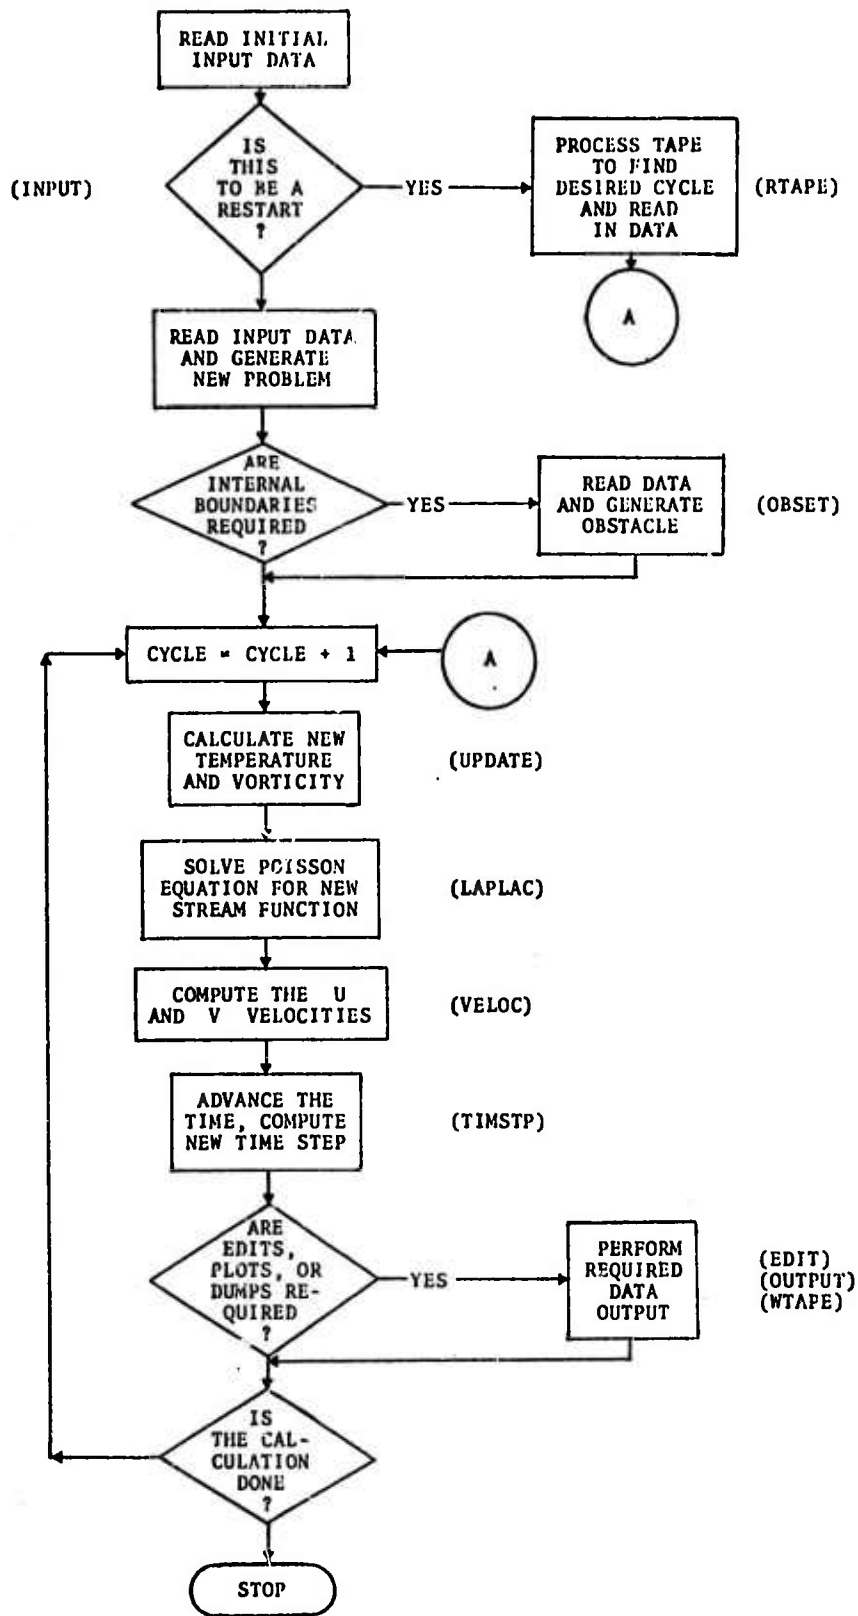 READ INITIAL
INPUT DATA
IS
THIS
TO BE A
RESTART
?
(INPUT)
YES
PROCESS TAPE
TO FIND
DESIRED CYCLE
AND READ
IN DATA
(RTAPE)
A
READ INPUT DATA
AND GENERATE
NEW PROBLEM
ARE
INTERNAL
BOUNDARIES
REQUIRED
?
YES
READ DATA
AND GENERATE
OBSTACLE
(OBSET)
CYCLE = CYCLE + 1
A
CALCULATE NEW
TEMPERATURE
AND VORTICITY
(UPDATE)
SOLVE POISSON
EQUATION FOR NEW
STREAM FUNCTION
(LAPLAC)
COMPUTE THE U
AND V VELOCITIES
(VELOC)
ADVANCE THE
TIME, COMPUTE
NEW TIME STEP
(TIMSTP)
ARE
EDITS,
PLOTS, OR
DUMPS RE-
QUIRED
?
YES
PERFORM
REQUIRED
DATA
OUTPUT
(EDIT)
(OUTPUT)
(WTAPE)
IS
THE CAL-
CULATION
DONE
?
STOP